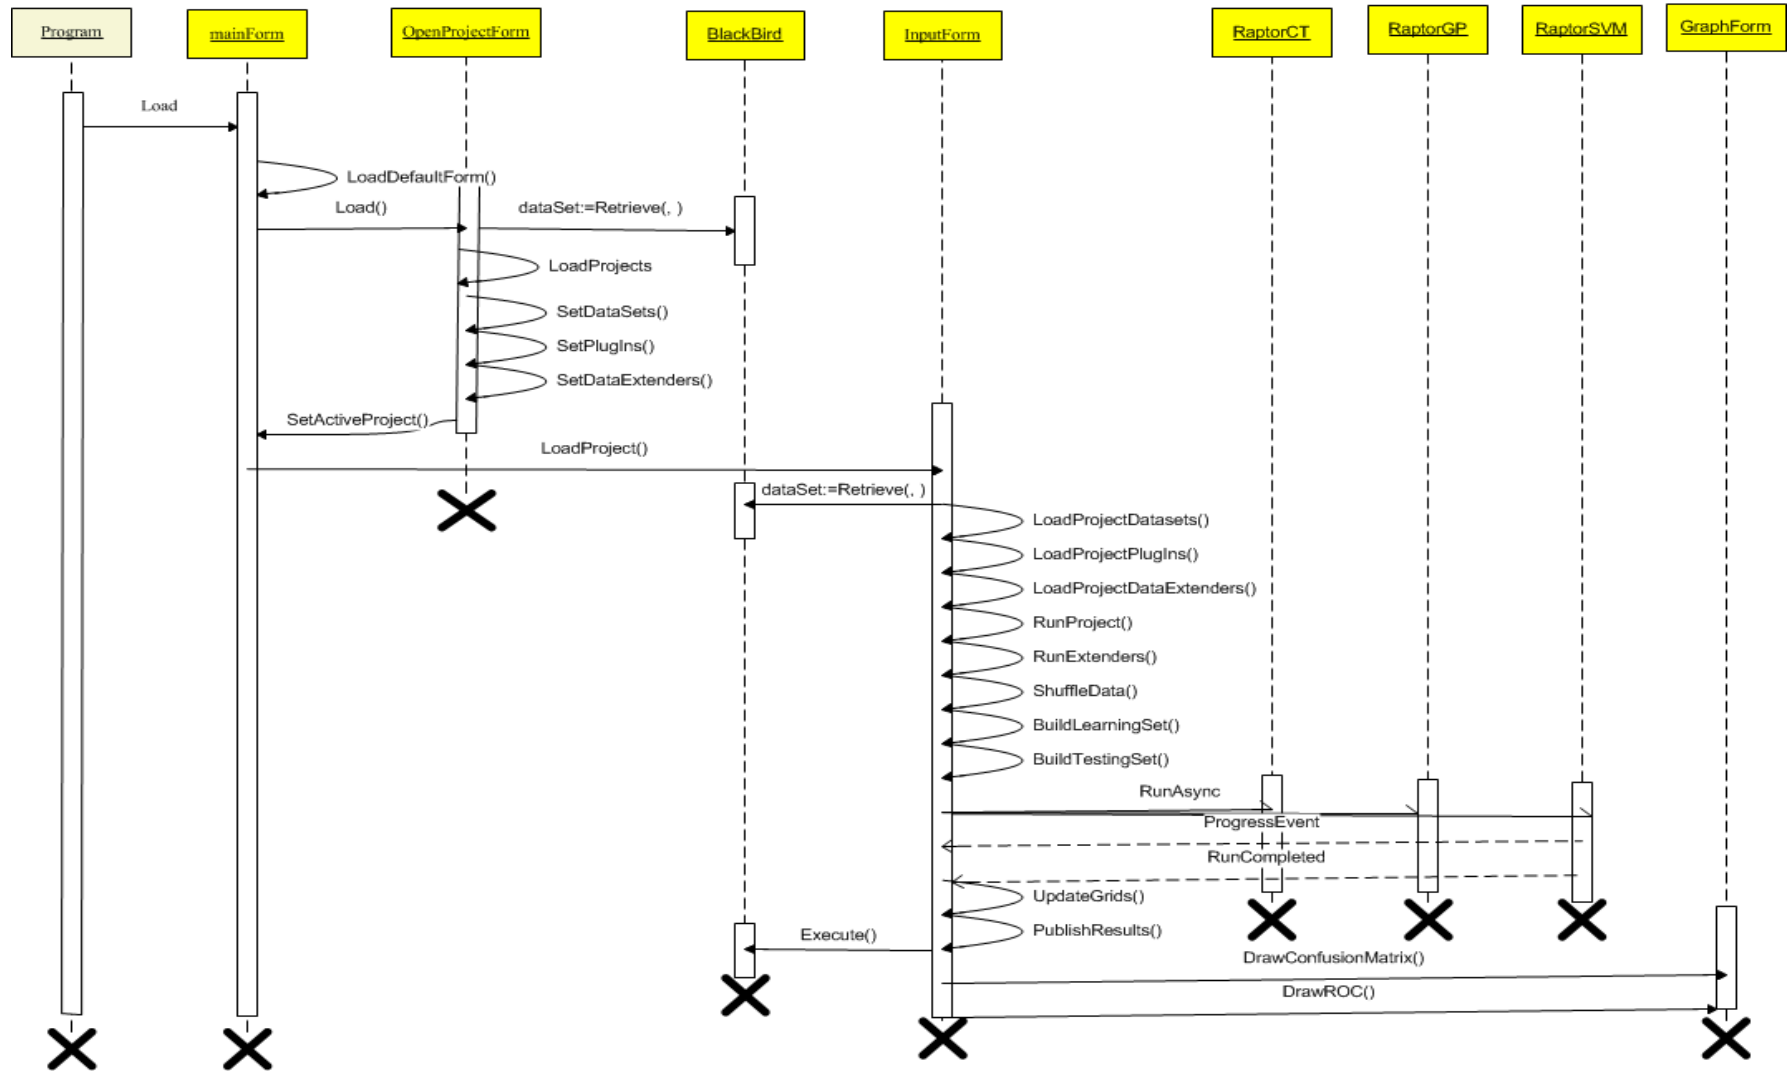 Program
mainForm
OpenProjectForm
BlackBird
InputForm
RaptorCT
RaptorGP
RaptorSVM
GraphForm
Load
LoadDefaultForm()
Load()
dataSet:=Retrieve(, )
LoadProjects
SetDataSets()
SetPlugIns()
SetDataExtenders()
SetActiveProject()
LoadProject()
dataSet:=Retrieve(, )
LoadProjectDatasets()
LoadProjectPlugIns()
LoadProjectDataExtenders()
RunProject()
RunExtenders()
ShuffleData()
BuildLearningSet()
BuildTestingSet()
RunAsync
ProgressEvent
RunCompleted
UpdateGrids()
PublishResults()
Execute()
DrawConfusionMatrix()
DrawROC()